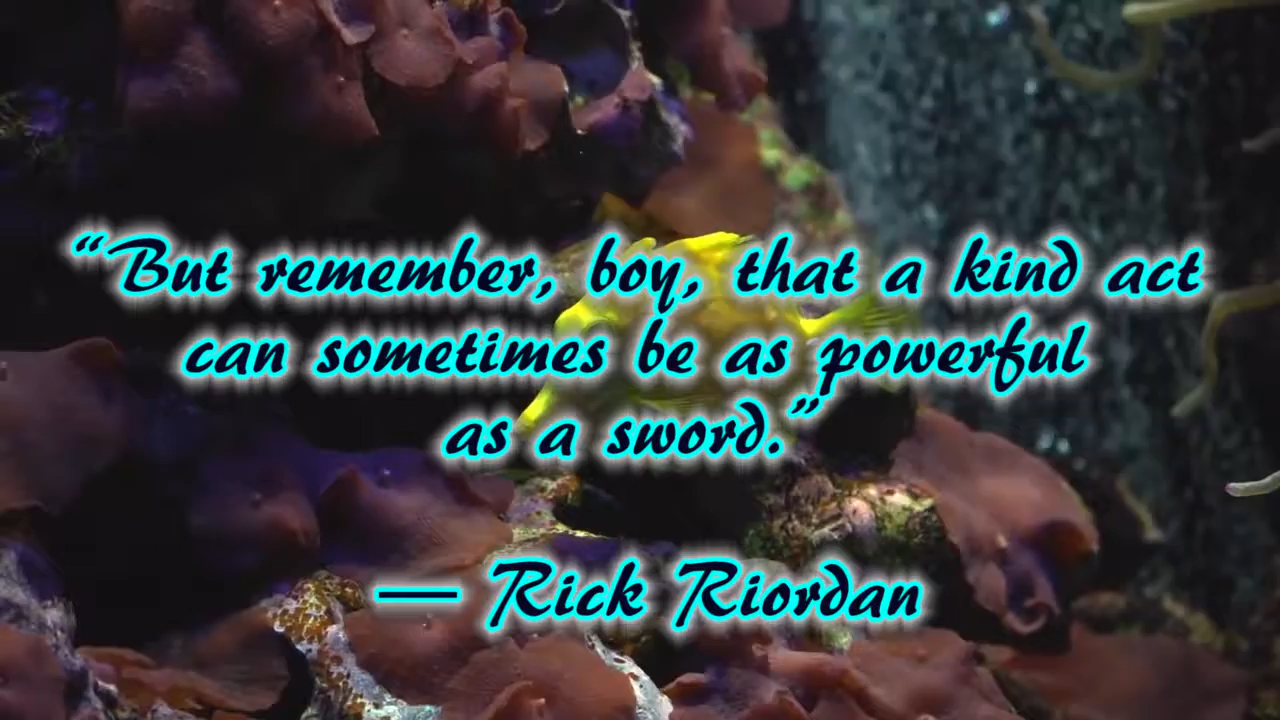 “But remember, boy, that a kind act
can sometimes be as powerful
as a sword.”
— Rick Riordan